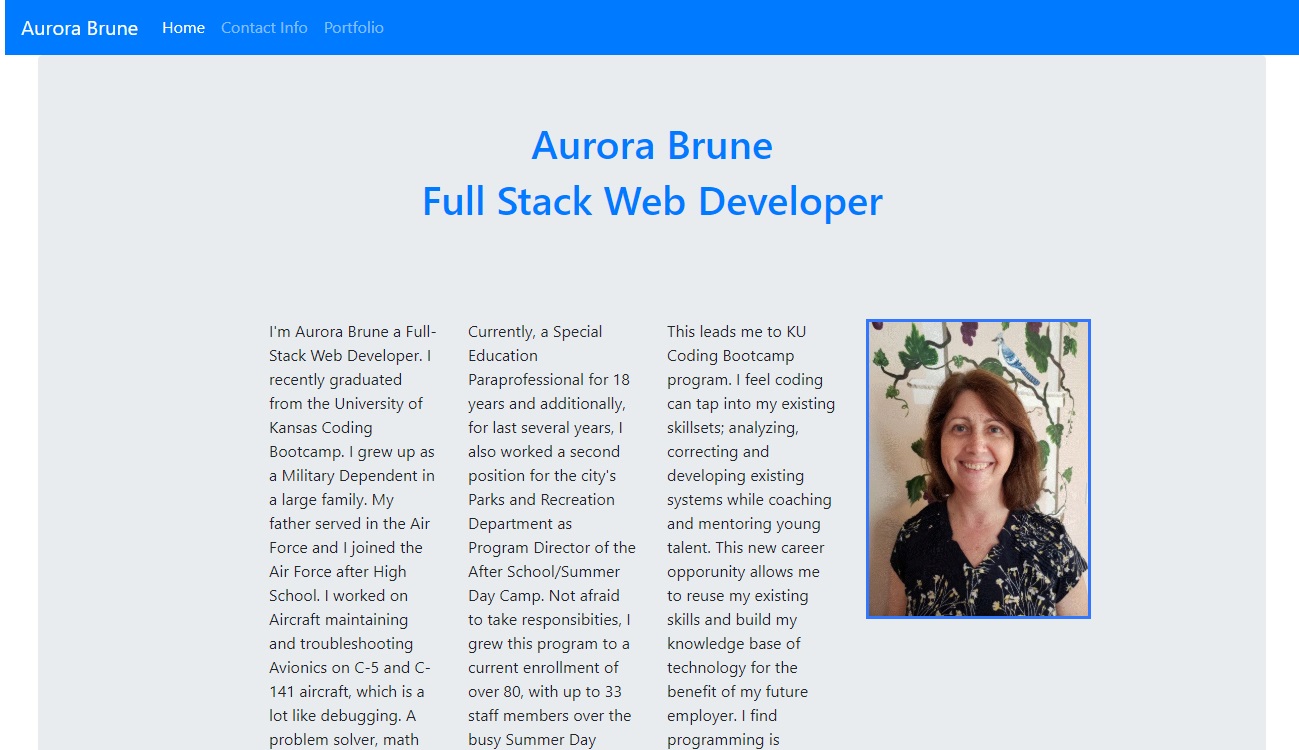 Aurora Brune Home Contact Info Portfolio
Aurora Brune
Full Stack Web Developer
I'm Aurora Brune a Full-
Stack Web Developer. I
recently graduated
from the University of
Kansas Coding
Bootcamp. I grew up as
a Military Dependent in
a large family. My
father served in the Air
Force and I joined the
Air Force after High
School. I worked on
Aircraft maintaining
and troubleshooting
Avionics on C-5 and C-
141 aircraft, which is a
lot like debugging. A
problem solver, math
Currently, a Special
Education
Paraprofessional for 18
years and additionally,
for last several years, I
also worked a second
position for the city's
Parks and Recreation
Department as
Program Director of the
After School/Summer
Day Camp. Not afraid
to take responsibities, I
grew this program to a
current enrollment of
over 80, with up to 33
staff members over the
busy Summer Day
This leads me to KU
Coding Bootcamp
program. I feel coding
can tap into my existing
skillsets; analyzing,
correcting and
developing existing
systems while coaching
and mentoring young
talent. This new career
opporunity allows me
to reuse my existing
skills and build my
knowledge base of
technology for the
benefit of my future
employer. I find
programming is